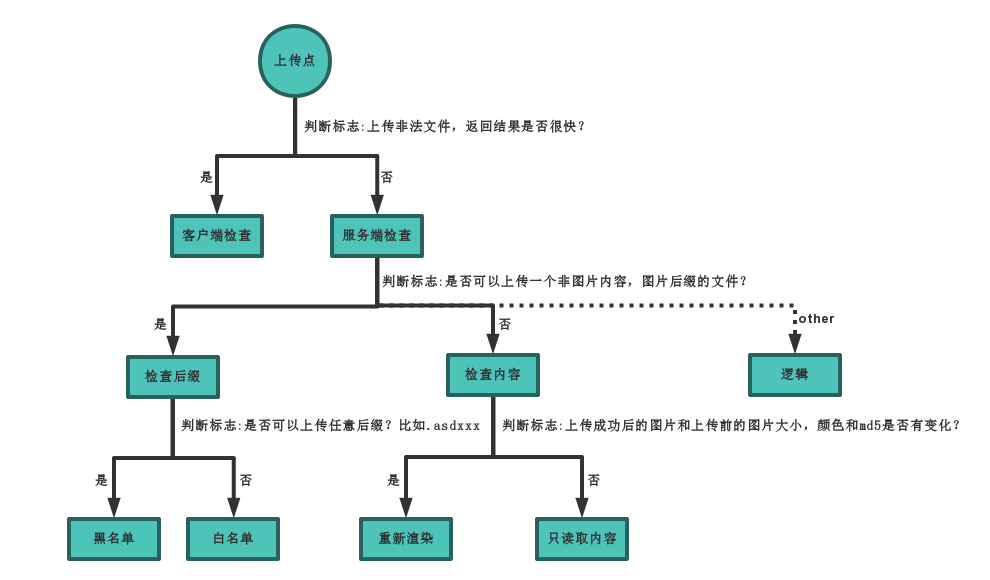 上传点
判断标志:上传非法文件，返回结果是否很快?
是
否
客户端检查
服务端检查
判断标志:是否可以上传一个非图片内容，图片后缀的文件?
是
否
other
检查后缀
检查内容
逻辑
判断标志:是否可以上传任意后缀? 比如.asdxxx
判断标志:上传成功后的图片和上传前的图片大小，颜色和md5是否有变化?
是
否
是
否
黑名单
白名单
重新渲染
只读取内容